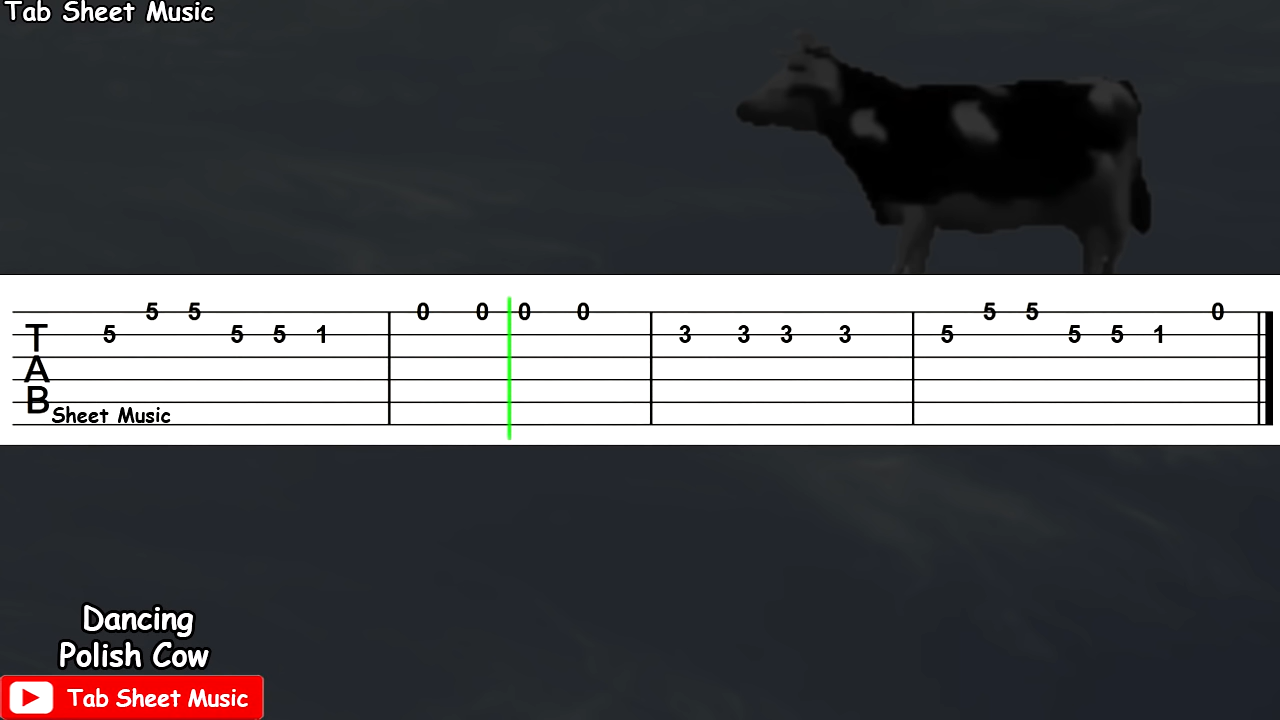 Tab Sheet Music
5 5 0 0 0 0 5 5 0
T 5 5 5 1 3 3 3 3 5 5 5 1
A
B
Sheet Music
Dancing
Polish Cow
Tab Sheet Music